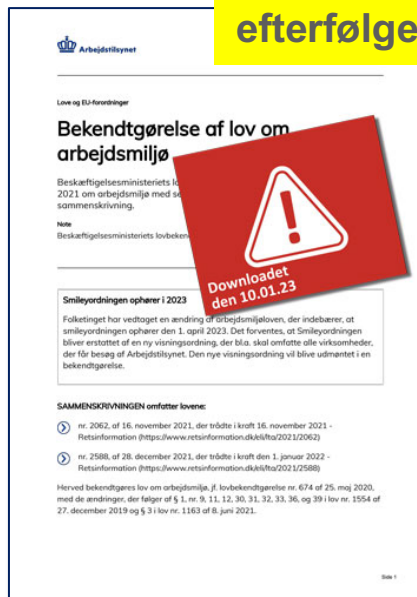 efterfølge
Arbejdstilsynet
Love og EU-forordninger
Bekendtgørelse af lov om
arbejdsmiljø
Beskæftigelsesministeriets
2021 om arbejdsmiljø med
sammenskrivning.
Note
Beskæftigelsesministeriets
Downloadet
den 10.01.23
Smileyordningen ophører i 2023
Folketinget har vedtaget en ændring af arbejdsmiljøloven, der indebærer, at
smileyordningen ophører den 1. april 2023. Det forventes, at Smileyordningen
bliver erstattet af en ny visningsordning, der bl.a. skal omfatte alle virksomheder,
der får besøg af Arbejdstilsynet. Den nye visningsordning vil blive udmøntet i en
bekendtgørelse.
SAMMENSKRIVNINGEN omfatter lovene:
nr. 2062, af 16. november 2021, der trådte i kraft 16. november 2021 -
Retsinformation (https://www.retsinformation.dk/eli/lta/2021/2062)
nr. 2588, af 28. december 2021, der trådte i kraft den 1. januar 2022 -
Retsinformation (https://www.retsinformation.dk/eli/lta/2021/2588)
Herved bekendtgøres lov om arbejdsmiljø, jf. lovbekendtgørelse nr. 674 af 25. maj 2020,
med de ændringer, der følger af § 1, nr. 9, 11, 12, 30, 31, 32, 33, 36, og 39 i lov nr. 1554 af
27. december 2019 og § 3 i lov nr. 1163 af 8. juni 2021.
Side 1